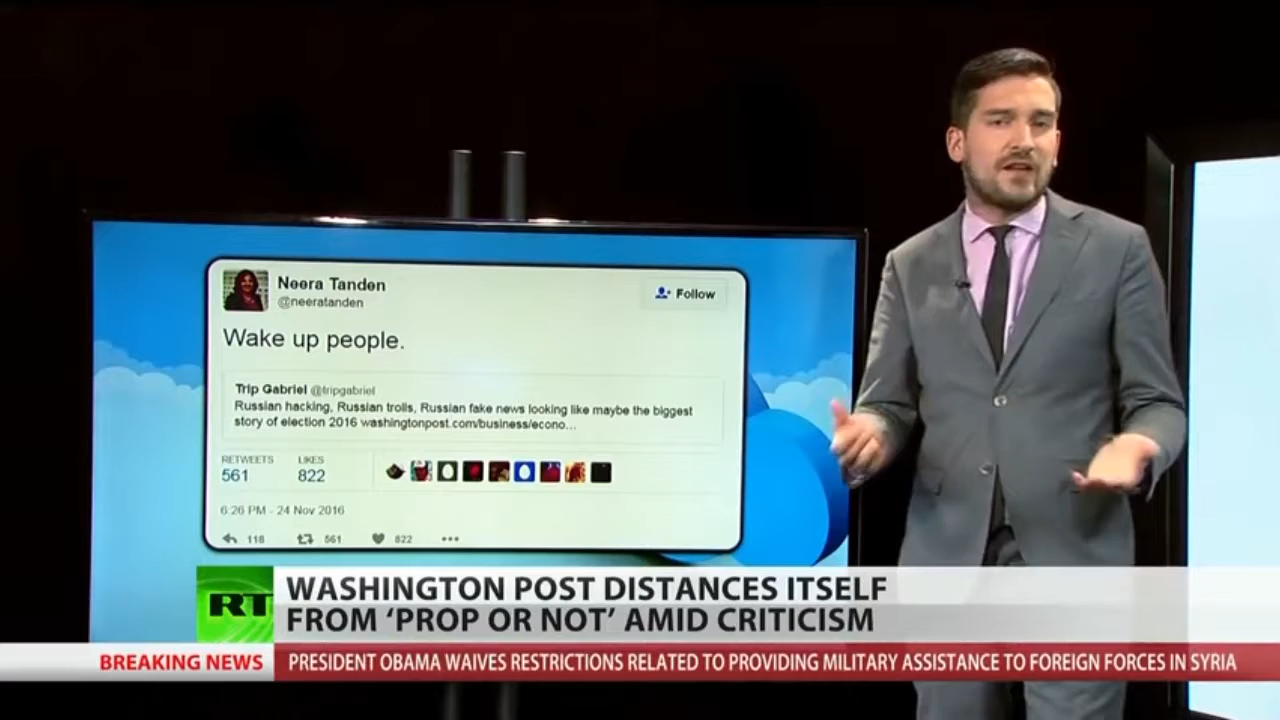 Neera Tanden
@neeratanden
Follow
Wake up people.
Trip Gabriel @tripgabriel
Russian hacking, Russian trolls, Russian fake news looking like maybe the biggest
story of election 2016 washingtonpost.com/business/econo...
RETWEETS LIKES
561 822
6:26 PM - 24 Nov 2016
118 561 822 •••
RT
WASHINGTON POST DISTANCES ITSELF
FROM ‘PROP OR NOT’ AMID CRITICISM
BREAKING NEWS
PRESIDENT OBAMA WAIVES RESTRICTIONS RELATED TO PROVIDING MILITARY ASSISTANCE TO FOREIGN FORCES IN SYRIA